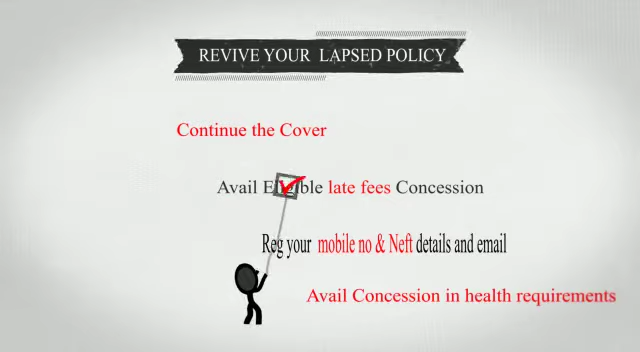 REVIVE YOUR LAPSED POLICY
Continue the Cover
Avail Eligible late fees Concession
Reg your mobile no & Neft details and email
Avail Concession in health requirements